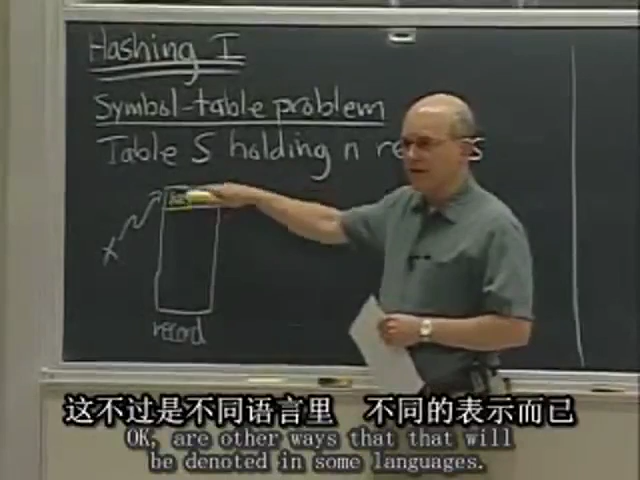 Hashing I
Symbol-table problem
Table S holding n
x
record
这不过是不同语言里 不同的表示而已
OK, are other ways that that will
be denoted in some languages.